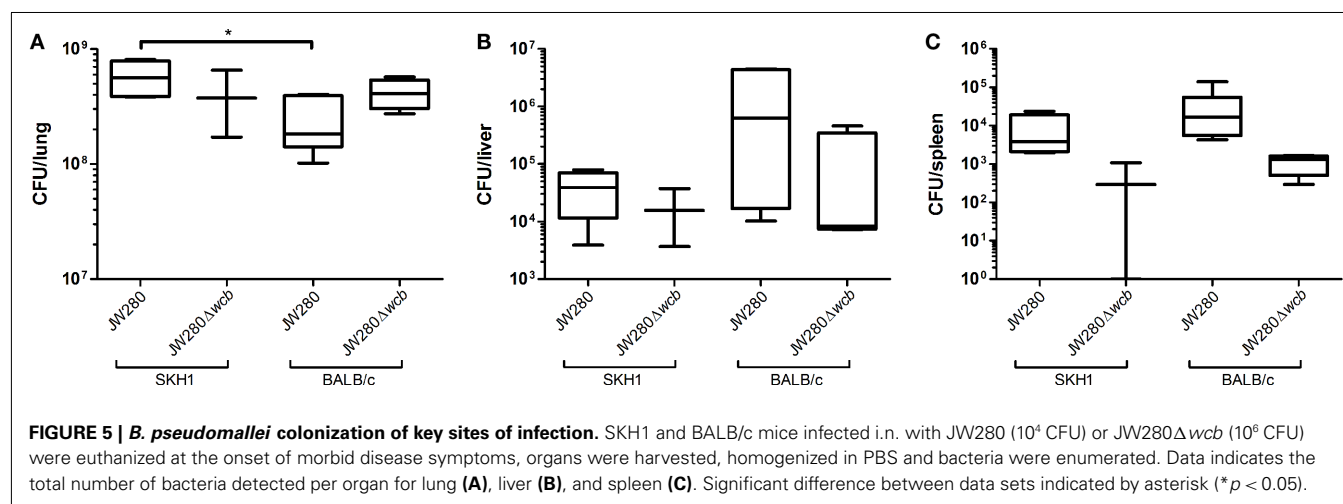 A
*
CFU/lung
10⁹
10⁸
10⁷
JW280
JW280Δwcb
JW280
JW280Δwcb
SKH1
BALB/c
B
CFU/liver
10⁷
10⁶
10⁵
10⁴
10³
JW280
JW280Δwcb
JW280
JW280Δwcb
SKH1
BALB/c
C
CFU/spleen
10⁶
10⁵
10⁴
10³
10²
10¹
10⁰
JW280
JW280Δwcb
JW280
JW280Δwcb
SKH1
BALB/c
FIGURE 5 | B. pseudomallei colonization of key sites of infection. SKH1 and BALB/c mice infected i.n. with JW280 (10⁴ CFU) or JW280Δwcb (10⁶ CFU)
were euthanized at the onset of morbid disease symptoms, organs were harvested, homogenized in PBS and bacteria were enumerated. Data indicates the
total number of bacteria detected per organ for lung (A), liver (B), and spleen (C). Significant difference between data sets indicated by asterisk (*p < 0.05).